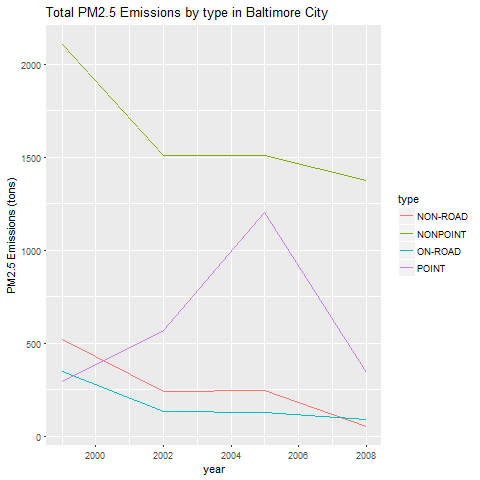 Total PM2.5 Emissions by type in Baltimore City
PM2.5 Emissions (tons)
2000
1500
1000
500
0
2000
2002
2004
2006
2008
year
type
NON-ROAD
NONPOINT
ON-ROAD
POINT